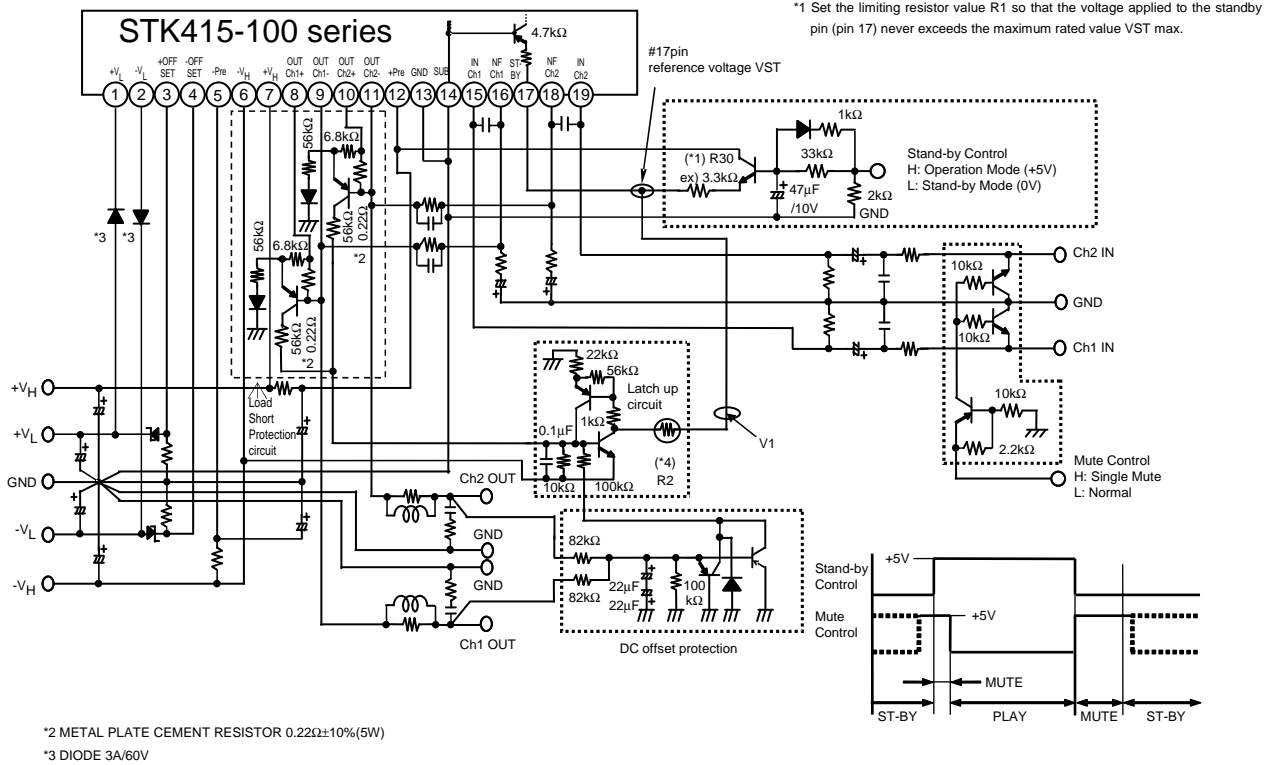 *1 Set the limiting resistor value R1 so that the voltage applied to the standby
pin (pin 17) never exceeds the maximum rated value VST max.
STK415-100 series
4.7kΩ
#17pin
reference voltage VST
+VL
-VL
+OFF
SET
-OFF
SET
-Pre
-VH
+VH
OUT
Ch1+
OUT
Ch1-
OUT
Ch2+
OUT
Ch2-
+Pre
GND
SUB
IN
Ch1
NF
Ch1
ST-
BY
NF
Ch2
IN
Ch2
1 2 3 4 5 6 7 8 9 10 11 12 13 14 15 16 17 18 19
56kΩ
6.8kΩ
56kΩ
0.22Ω
*2
56kΩ
6.8kΩ
56kΩ
0.22Ω
*2
*3
*3
(*1) R30
ex) 3.3kΩ
1kΩ
33kΩ
47μF
/10V
2kΩ
GND
Stand-by Control
H: Operation Mode (+5V)
L: Stand-by Mode (0V)
Ch2 IN
10kΩ
GND
10kΩ
Ch1 IN
10kΩ
2.2kΩ
Mute Control
H: Single Mute
L: Normal
+VH
+VL
GND
-VL
-VH
Load
Short
Protection
circuit
22kΩ
56kΩ
Latch up
circuit
1kΩ
0.1μF
10kΩ
100kΩ
(*4)
R2
V1
Ch2 OUT
GND
GND
Ch1 OUT
82kΩ
82kΩ
22μF
22μF
100
kΩ
DC offset protection
Stand-by
Control
+5V
Mute
Control
+5V
MUTE
ST-BY
PLAY
MUTE
ST-BY
*2 METAL PLATE CEMENT RESISTOR 0.22Ω±10%(5W)
*3 DIODE 3A/60V